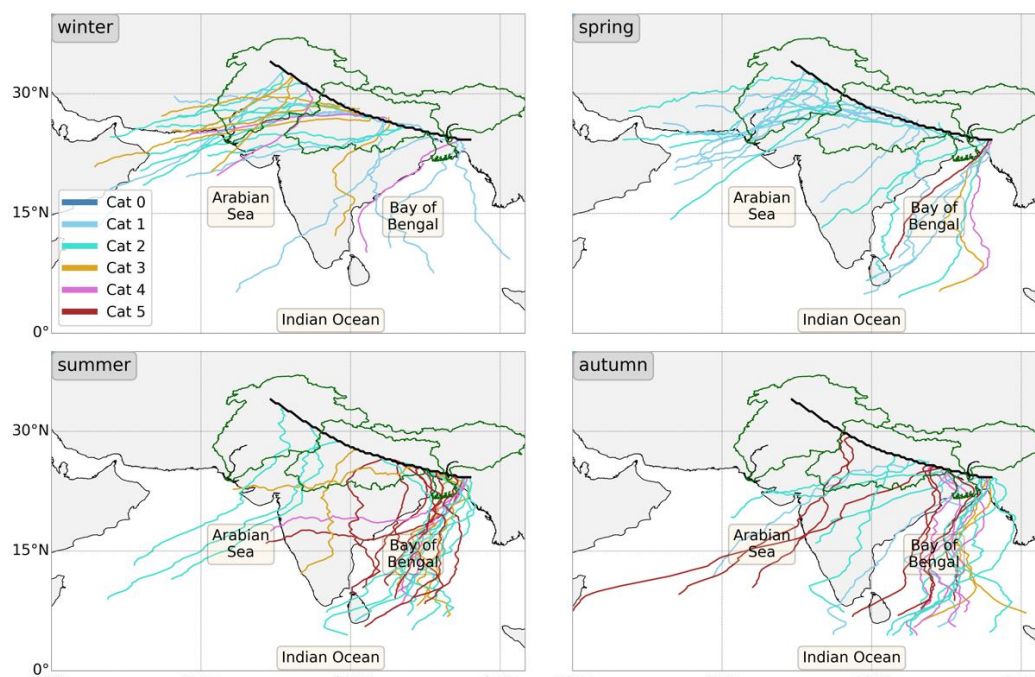 winter
30°N
15°N
0°
Arabian
Sea
Bay of
Bengal
Indian Ocean
Cat 0
Cat 1
Cat 2
Cat 3
Cat 4
Cat 5
spring
Arabian
Sea
Bay of
Bengal
Indian Ocean
summer
30°N
15°N
0°
Arabian
Sea
Bay of
Bengal
Indian Ocean
autumn
Arabian
Sea
Bay of
Bengal
Indian Ocean